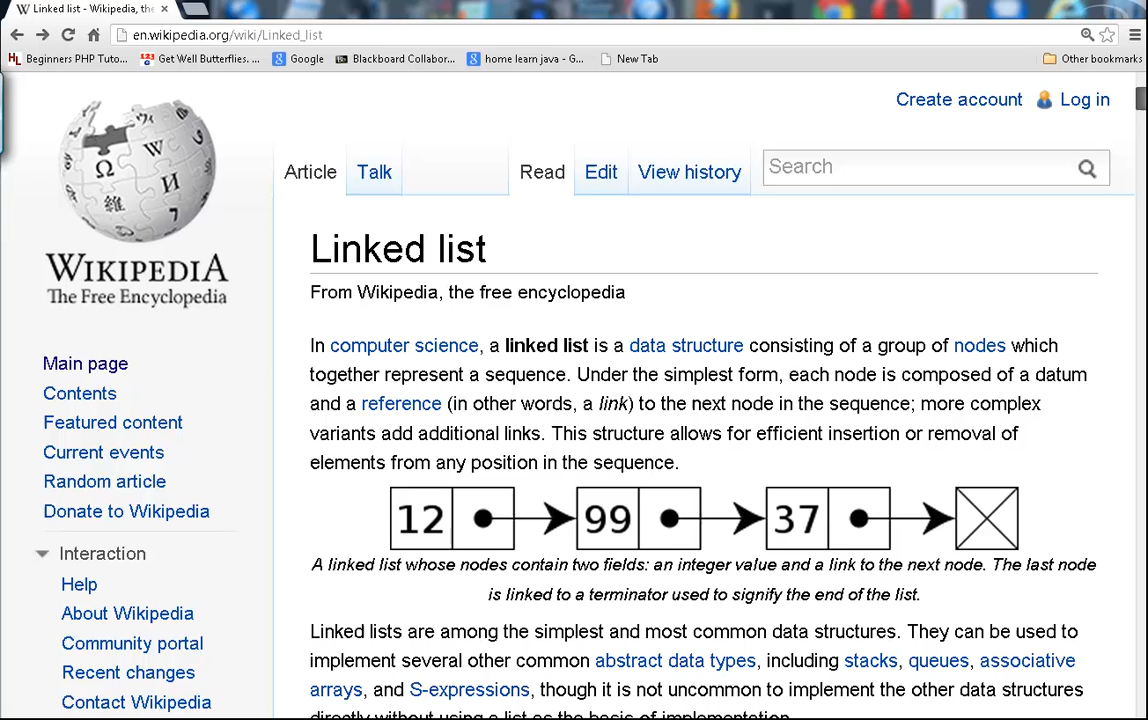 Linked list - Wikipedia, the
en.wikipedia.org/wiki/Linked_list
Beginners PHP Tuto... Get Well Butterflies. ... Google Blackboard Collabor... home learn java - G... New Tab Other bookmarks
Create account Log in
Article Talk Read Edit View history Search
WIKIPEDIA
The Free Encyclopedia
Main page
Contents
Featured content
Current events
Random article
Donate to Wikipedia
Interaction
Help
About Wikipedia
Community portal
Recent changes
Contact Wikipedia
Linked list
From Wikipedia, the free encyclopedia
In computer science, a linked list is a data structure consisting of a group of nodes which
together represent a sequence. Under the simplest form, each node is composed of a datum
and a reference (in other words, a link) to the next node in the sequence; more complex
variants add additional links. This structure allows for efficient insertion or removal of
elements from any position in the sequence.
12 99 37
A linked list whose nodes contain two fields: an integer value and a link to the next node. The last node
is linked to a terminator used to signify the end of the list.
Linked lists are among the simplest and most common data structures. They can be used to
implement several other common abstract data types, including stacks, queues, associative
arrays, and S-expressions, though it is not uncommon to implement the other data structures
directly without using a list as the basis of implementation.